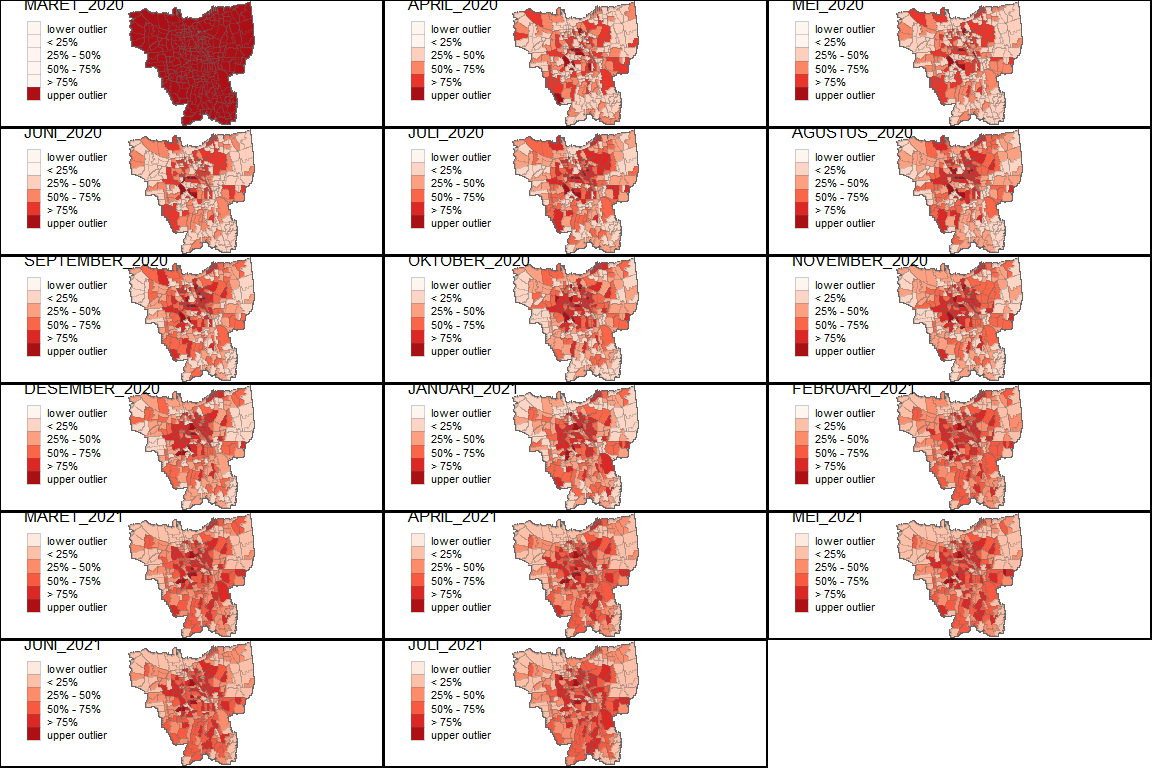 MARET_2020
lower outlier
< 25%
25% - 50%
50% - 75%
> 75%
upper outlier
APRIL_2020
lower outlier
< 25%
25% - 50%
50% - 75%
> 75%
upper outlier
MEI_2020
lower outlier
< 25%
25% - 50%
50% - 75%
> 75%
upper outlier
JUNI_2020
lower outlier
< 25%
25% - 50%
50% - 75%
> 75%
upper outlier
JULI_2020
lower outlier
< 25%
25% - 50%
50% - 75%
> 75%
upper outlier
AGUSTUS_2020
lower outlier
< 25%
25% - 50%
50% - 75%
> 75%
upper outlier
SEPTEMBER_2020
lower outlier
< 25%
25% - 50%
50% - 75%
> 75%
upper outlier
OKTOBER_2020
lower outlier
< 25%
25% - 50%
50% - 75%
> 75%
upper outlier
NOVEMBER_2020
lower outlier
< 25%
25% - 50%
50% - 75%
> 75%
upper outlier
DESEMBER_2020
lower outlier
< 25%
25% - 50%
50% - 75%
> 75%
upper outlier
JANUARI_2021
lower outlier
< 25%
25% - 50%
50% - 75%
> 75%
upper outlier
FEBRUARI_2021
lower outlier
< 25%
25% - 50%
50% - 75%
> 75%
upper outlier
MARET_2021
lower outlier
< 25%
25% - 50%
50% - 75%
> 75%
upper outlier
APRIL_2021
lower outlier
< 25%
25% - 50%
50% - 75%
> 75%
upper outlier
MEI_2021
lower outlier
< 25%
25% - 50%
50% - 75%
> 75%
upper outlier
JUNI_2021
lower outlier
< 25%
25% - 50%
50% - 75%
> 75%
upper outlier
JULI_2021
lower outlier
< 25%
25% - 50%
50% - 75%
> 75%
upper outlier